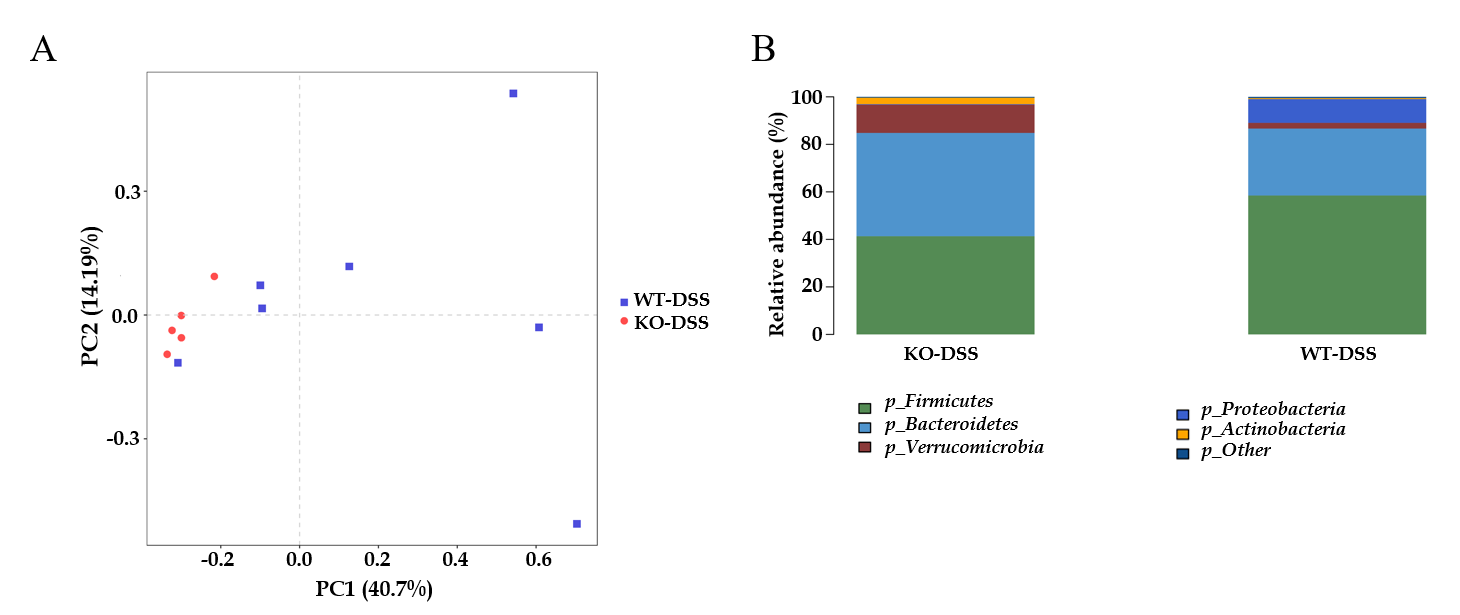 A
B
0.3
0.0
-0.3
PC2 (14.19%)
-0.2
0.0
0.2
0.4
0.6
PC1 (40.7%)
WT-DSS
KO-DSS
Relative abundance (%)
100
80
60
40
20
0
KO-DSS
WT-DSS
p_Firmicutes
p_Bacteroidetes
p_Verrucomicrobia
p_Proteobacteria
p_Actinobacteria
p_Other